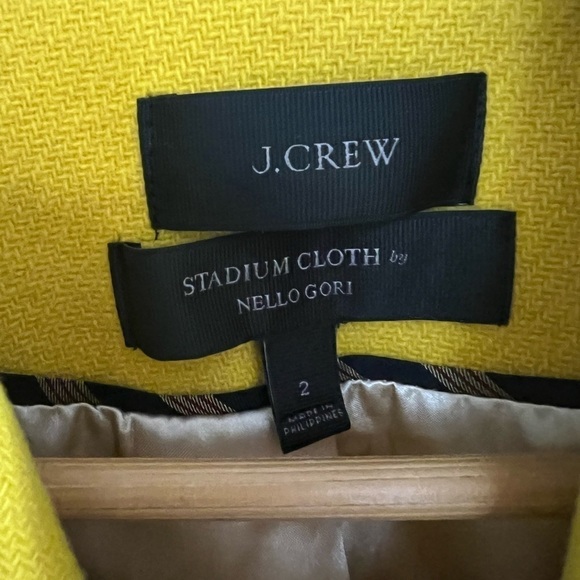 J.CREW
STADIUM CLOTH by
NELLO GORI
2
MADE IN
PHILIPPINES